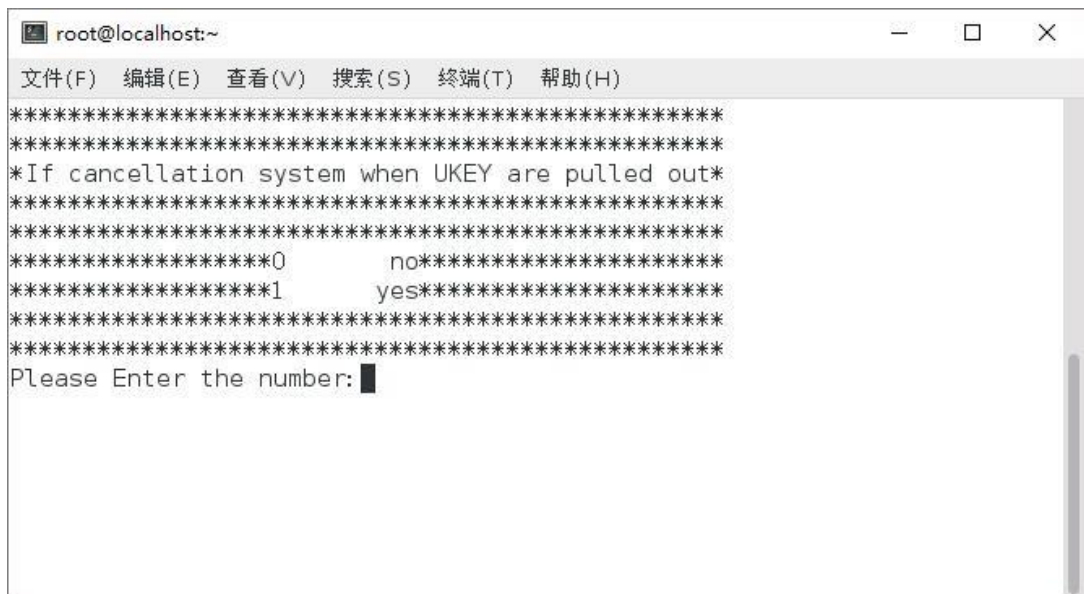 root@localhost:~
文件(F) 编辑(E) 查看(V) 搜索(S) 终端(T) 帮助(H)
*************************************************
*************************************************
*If cancellation system when UKEY are pulled out*
*************************************************
*************************************************
******************0       no*********************
******************1      yes*********************
*************************************************
*************************************************
Please Enter the number: